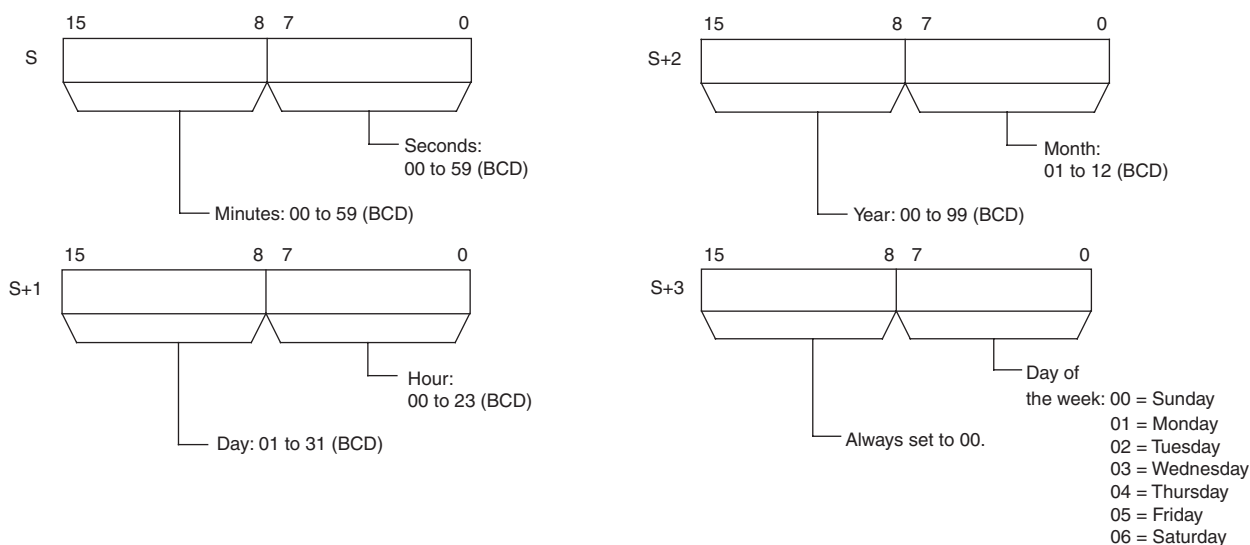 15 8 7 0
S
Seconds:
00 to 59 (BCD)
Minutes: 00 to 59 (BCD)
15 8 7 0
S+1
Hour:
00 to 23 (BCD)
Day: 01 to 31 (BCD)
15 8 7 0
S+2
Month:
01 to 12 (BCD)
Year: 00 to 99 (BCD)
15 8 7 0
S+3
Day of
the week: 00 = Sunday
01 = Monday
02 = Tuesday
03 = Wednesday
04 = Thursday
05 = Friday
06 = Saturday
Always set to 00.